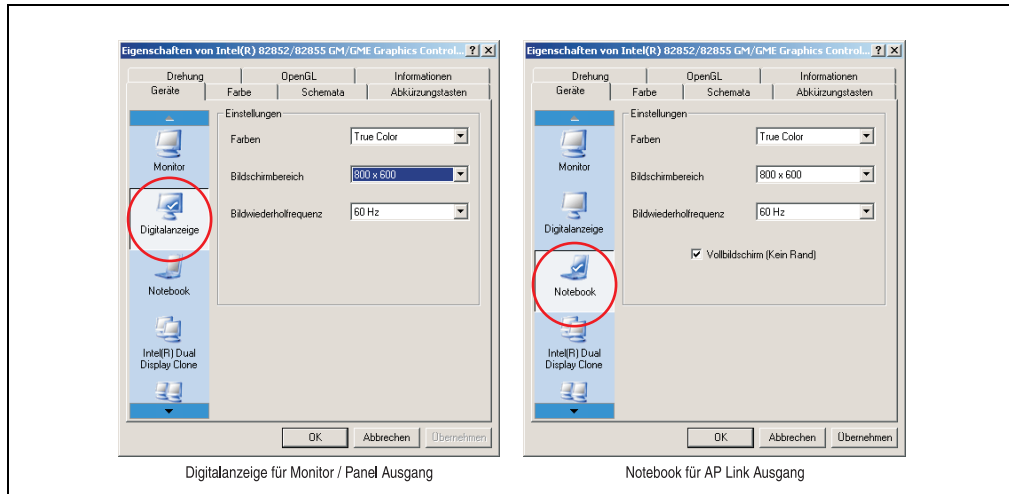 Eigenschaften von Intel(R) 82852/82855 GM/GME Graphics Control...
Drehung OpenGL Informationen
Geräte Farbe Schemata Abkürzungstasten
Monitor
Digitalanzeige
Notebook
Intel(R) Dual
Display Clone
Einstellungen
Farben True Color
Bildschirmbereich 800 x 600
Bildwiederholfrequenz 60 Hz
OK Abbrechen Übernehmen
Digitalanzeige für Monitor / Panel Ausgang
Eigenschaften von Intel(R) 82852/82855 GM/GME Graphics Control...
Drehung OpenGL Informationen
Geräte Farbe Schemata Abkürzungstasten
Monitor
Digitalanzeige
Notebook
Intel(R) Dual
Display Clone
Einstellungen
Farben True Color
Bildschirmbereich 800 x 600
Bildwiederholfrequenz 60 Hz
Vollbildschirm (Kein Rand)
OK Abbrechen Übernehmen
Notebook für AP Link Ausgang